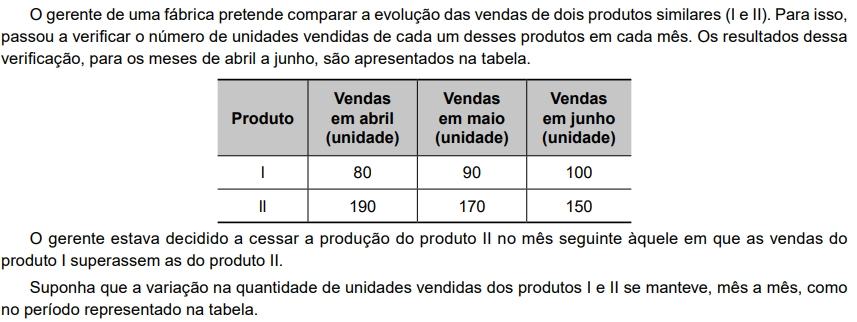 O gerente de uma fábrica pretende comparar a evolução das vendas de dois produtos similares (I e II). Para isso,
passou a verificar o número de unidades vendidas de cada um desses produtos em cada mês. Os resultados dessa
verificação, para os meses de abril a junho, são apresentados na tabela.
Produto | Vendas em abril (unidade) | Vendas em maio (unidade) | Vendas em junho (unidade)
I | 80 | 90 | 100
II | 190 | 170 | 150
O gerente estava decidido a cessar a produção do produto II no mês seguinte àquele em que as vendas do
produto I superassem as do produto II.
Suponha que a variação na quantidade de unidades vendidas dos produtos I e II se manteve, mês a mês, como
no período representado na tabela.